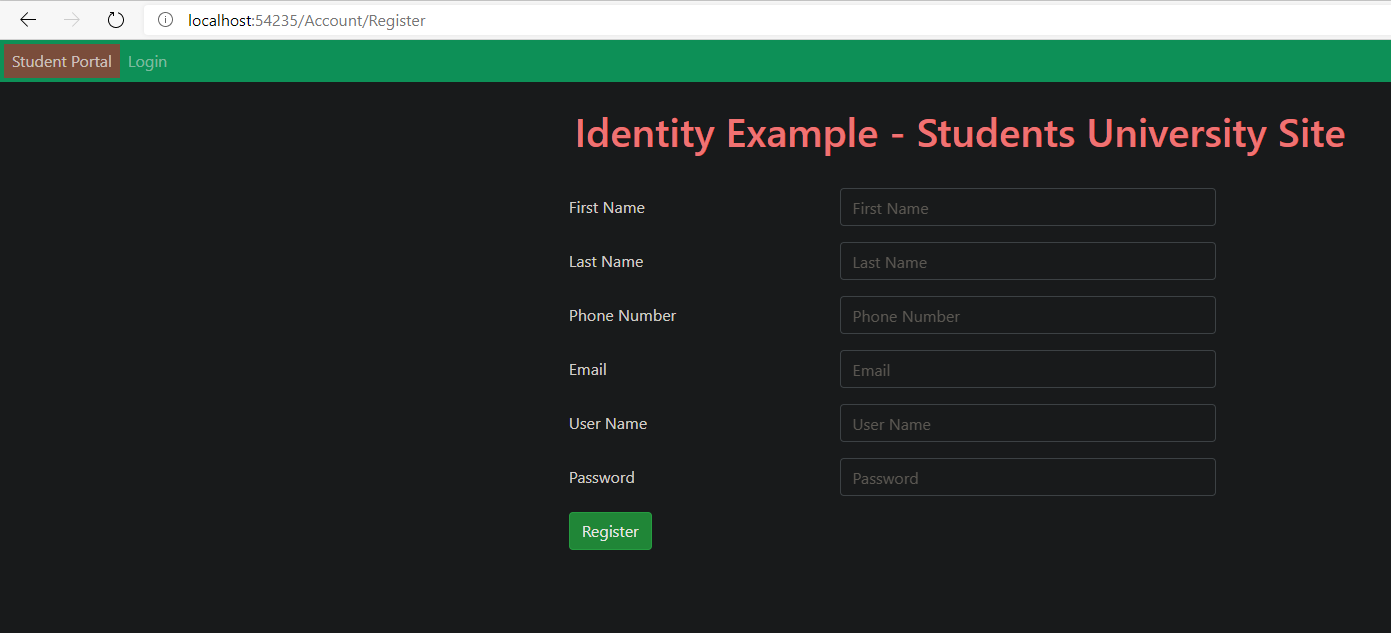 localhost:54235/Account/Register
Student Portal Login
Identity Example - Students University Site
First Name First Name
Last Name Last Name
Phone Number Phone Number
Email Email
User Name User Name
Password Password
Register